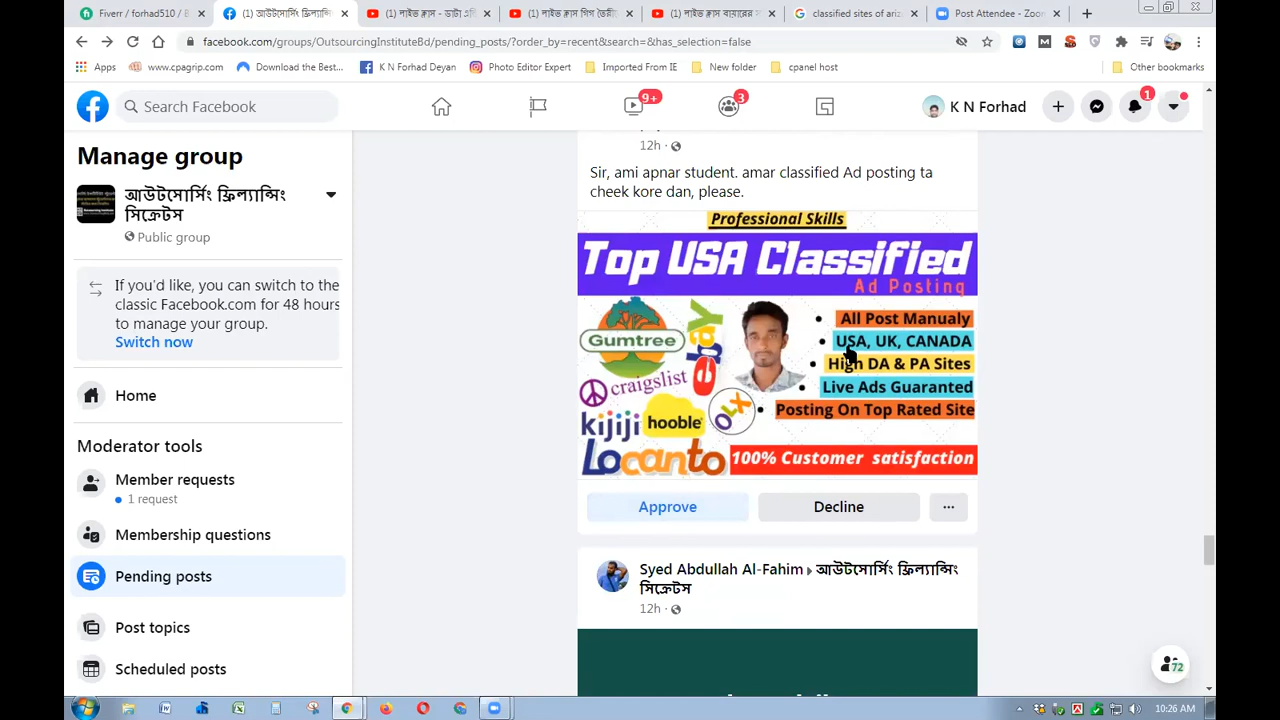 Fiverr / forhad510 / B
(1) আউটসোর্সিং ফ্রিল্যান্সিং
(1) লাইভ ক্লাস - ডাটা এন্ট্রি
(1) লাইভ ক্লাস গিগ তৈরী
(1) লাইভ ক্লাস বায়ারের
classified sites of ariz
Post Attendee - Zoom
facebook.com/groups/OutsourcingInstituteBd/pending_posts/?order_by=recent&search=&has_selection=false
Apps
www.cpagrip.com
Download the Best...
K N Forhad Deyan
Photo Editor Expert
Imported From IE
New folder
cpanel host
Other bookmarks
Search Facebook
9+
3
K N Forhad
1
Manage group
আউটসোর্সিং ফ্রিল্যান্সিং
সিক্রেটস
Public group
If you'd like, you can switch to the
classic Facebook.com for 48 hours
to manage your group.
Switch now
Home
Moderator tools
Member requests
1 request
Membership questions
Pending posts
Post topics
Scheduled posts
12h
Sir, ami apnar student. amar classified Ad posting ta
cheek kore dan, please.
Professional Skills
Top USA Classified
Ad Posting
Gumtree
ebay
craigslist
kijiji
hooble
OLX
Locanto
All Post Manualy
USA, UK, CANADA
High DA & PA Sites
Live Ads Guaranted
Posting On Top Rated Site
100% Customer satisfaction
Approve
Decline
Syed Abdullah Al-Fahim ▸ আউটসোর্সিং ফ্রিল্যান্সিং
সিক্রেটস
12h
72
10:26 AM